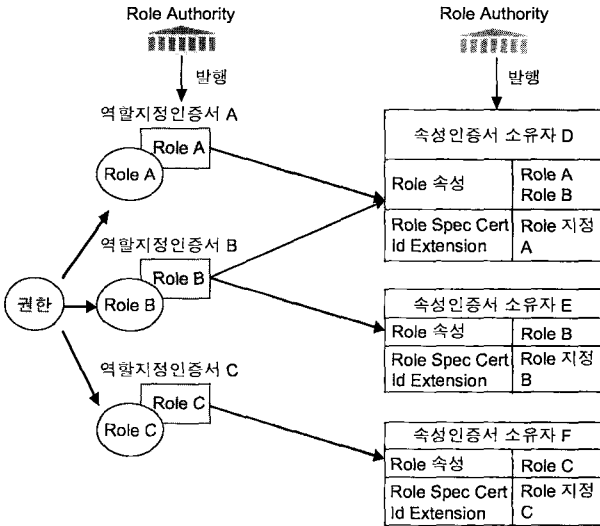 Role Authority
발행
역할지정인증서 A
Role A
Role A
역할지정인증서 B
Role B
Role B
권한
역할지정인증서 C
Role C
Role C
Role Authority
발행
속성인증서 소유자 D
Role 속성
Role A
Role B
Role Spec Cert
Id Extension
Role 지정
A
속성인증서 소유자 E
Role 속성
Role B
Role Spec Cert
Id Extension
Role 지정
B
속성인증서 소유자 F
Role 속성
Role C
Role Spec Cert
Id Extension
Role 지정
C